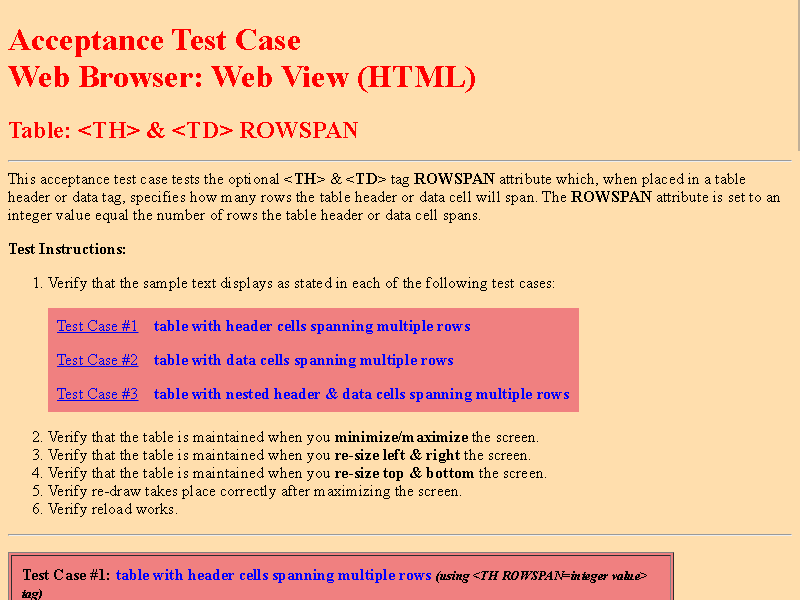 Acceptance Test Case
Web Browser: Web View (HTML)
Table: <TH> & <TD> ROWSPAN
This acceptance test case tests the optional <TH> & <TD> tag ROWSPAN attribute which, when placed in a table
header or data tag, specifies how many rows the table header or data cell will span. The ROWSPAN attribute is set to an
integer value equal the number of rows the table header or data cell spans.
Test Instructions:
1. Verify that the sample text displays as stated in each of the following test cases:
Test Case #1 table with header cells spanning multiple rows
Test Case #2 table with data cells spanning multiple rows
Test Case #3 table with nested header & data cells spanning multiple rows
2. Verify that the table is maintained when you minimize/maximize the screen.
3. Verify that the table is maintained when you re-size left & right the screen.
4. Verify that the table is maintained when you re-size top & bottom the screen.
5. Verify re-draw takes place correctly after maximizing the screen.
6. Verify reload works.
Test Case #1: table with header cells spanning multiple rows (using <TH ROWSPAN=integer value>
tag)